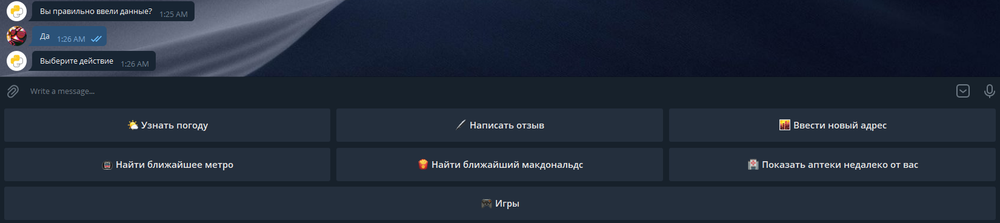 Вы правильно ввели данные? 1:25 AM
Да 1:26 AM
Выберите действие 1:26 AM
Write a message...
Узнать погоду
Написать отзыв
Ввести новый адрес
Найти ближайшее метро
Найти ближайший макдональдс
Показать аптеки недалеко от вас
Игры